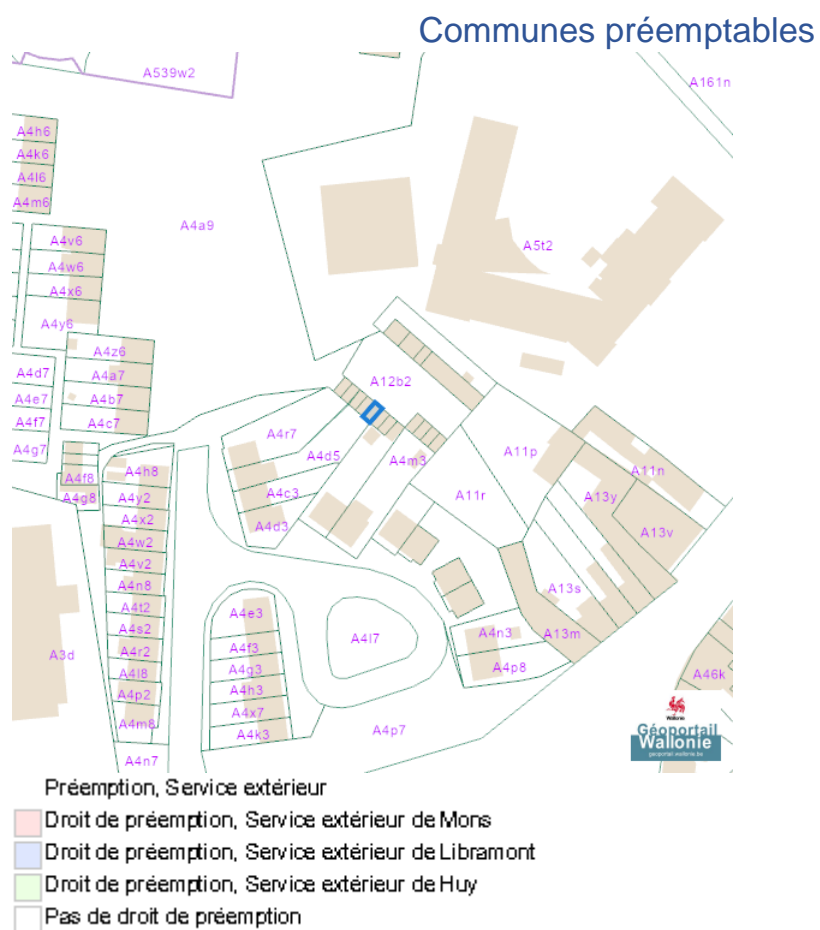 Communes préemptables
A539w2
A161n
A4h6
A4k6
A4l6
A4m6
A4a9
A4v6
A4w6
A4x6
A4y6
A5t2
A4z6
A4a7
A4b7
A4c7
A4d7
A4e7
A4f7
A4g7
A12b2
A4r7
A4d5
A4m3
A11p
A11n
A4f8
A4g8
A4h8
A4y2
A4x2
A4w2
A4v2
A4n8
A4t2
A4s2
A4r2
A4l8
A4p2
A4m8
A4n7
A4c3
A4d3
A11r
A13y
A13v
A13s
A13m
A3d
A4e3
A4f3
A4g3
A4h3
A4x7
A4k3
A4l7
A4n3
A4p8
A46k
A4p7
Wallonie
Géoportail
Wallonie
geoportail.wallonie.be
Préemption, Service extérieur
Droit de préemption, Service extérieur de Mons
Droit de préemption, Service extérieur de Libramont
Droit de préemption, Service extérieur de Huy
Pas de droit de préemption